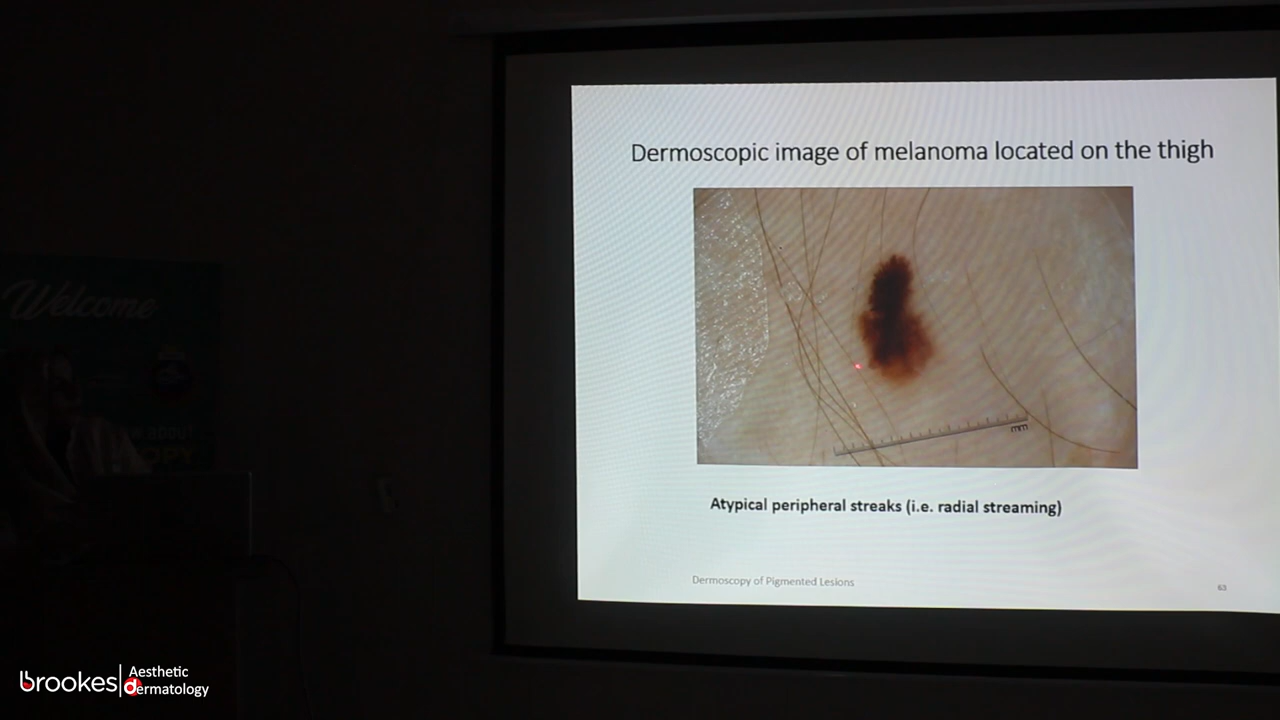 Welcome
Dermoscopic image of melanoma located on the thigh
mm
Atypical peripheral streaks (i.e. radial streaming)
Dermoscopy of Pigmented Lesions
63
brookes
Aesthetic
dermatology